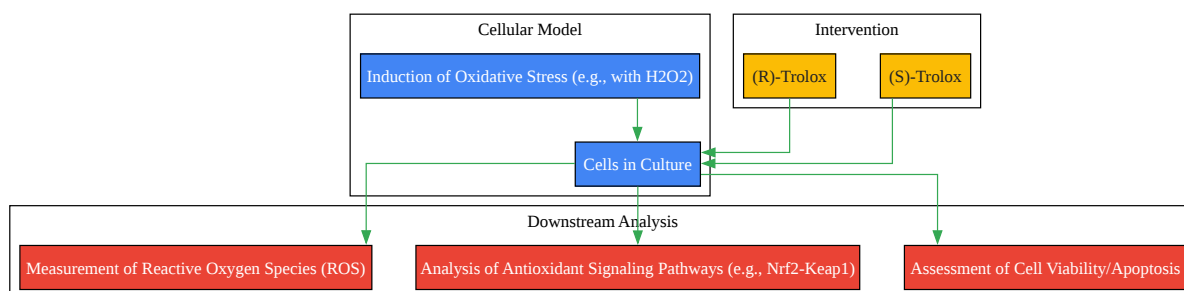 Cellular Model
Intervention
Induction of Oxidative Stress (e.g., with H2O2)
(R)-Trolox
(S)-Trolox
Cells in Culture
Downstream Analysis
Measurement of Reactive Oxygen Species (ROS)
Analysis of Antioxidant Signaling Pathways (e.g., Nrf2-Keap1)
Assessment of Cell Viability/Apoptosis